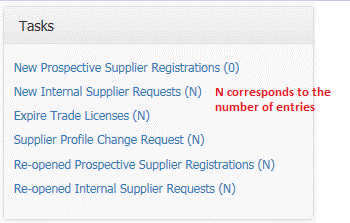 Tasks
New Prospective Supplier Registrations (0)
New Internal Supplier Requests (N)
N corresponds to the
number of entries
Expire Trade Licenses (N)
Supplier Profile Change Request (N)
Re-opened Prospective Supplier Registrations (N)
Re-opened Internal Supplier Requests (N)